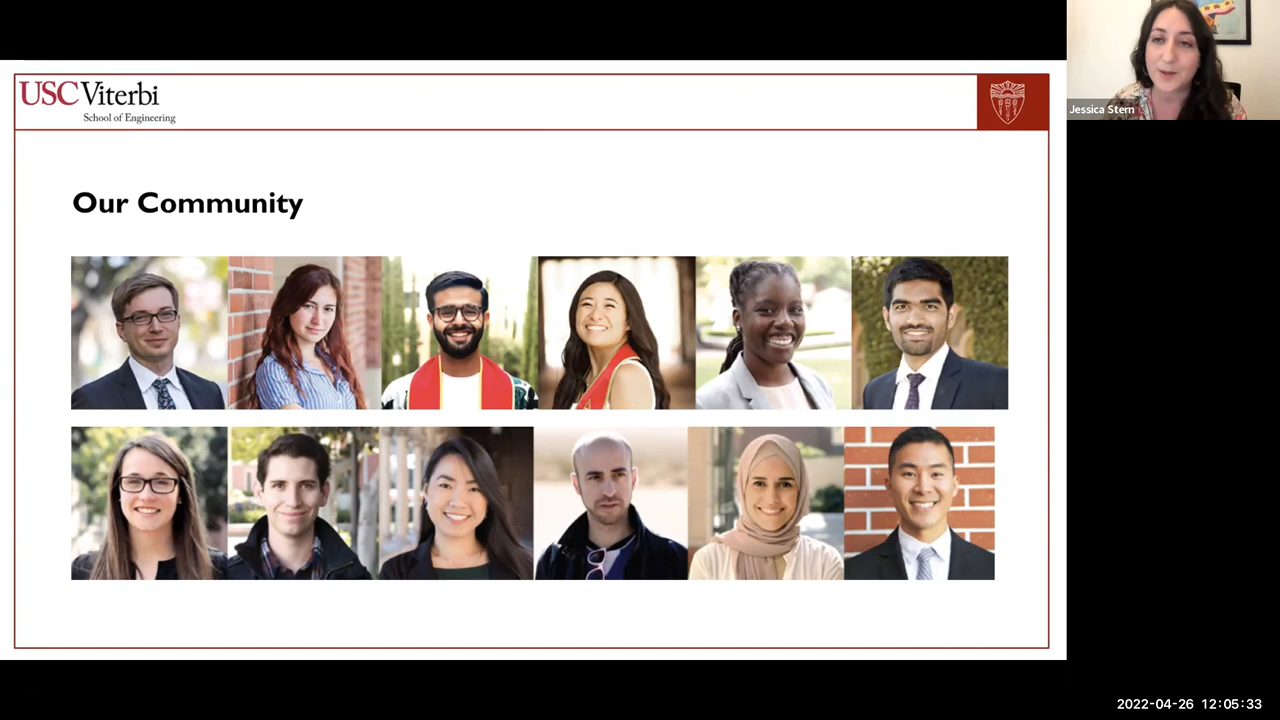 USC Viterbi
School of Engineering
Jessica Stern
Our Community
2022-04-26 12:05:33